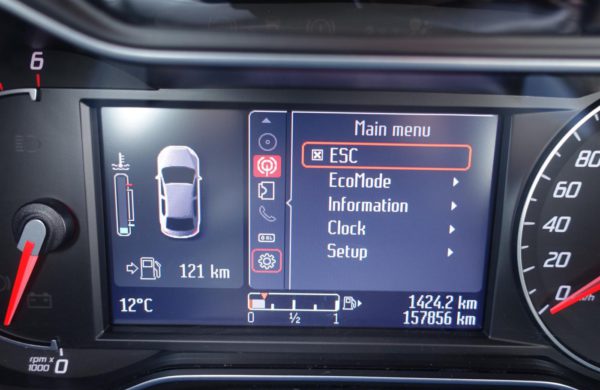 6
Main menu
ESC
EcoMode
Information
Clock
Setup
121 km
12°C
0 ½ 1
1424.2 km
157856 km
rpm x
1000
0
80
60
40
20
0
km/h